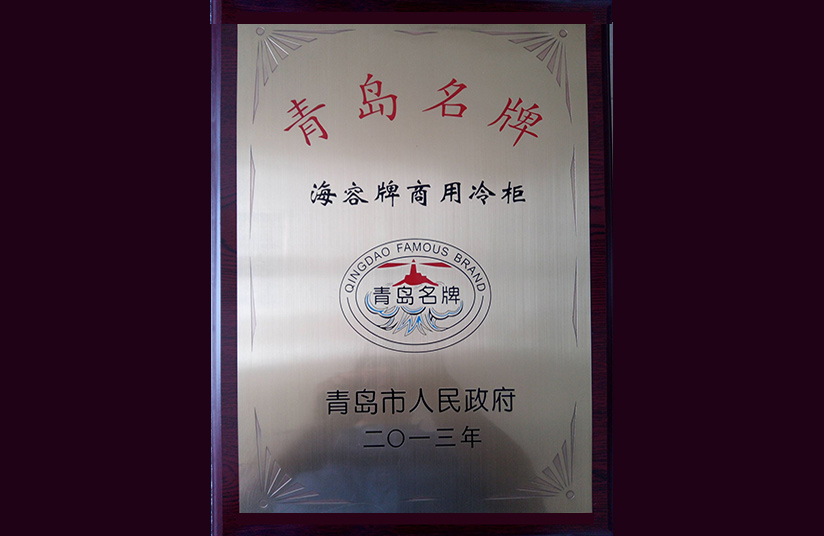 青岛名牌
海容牌商用冷柜
QINGDAO FAMOUS BRAND
青岛名牌
青岛市人民政府
二〇一三年